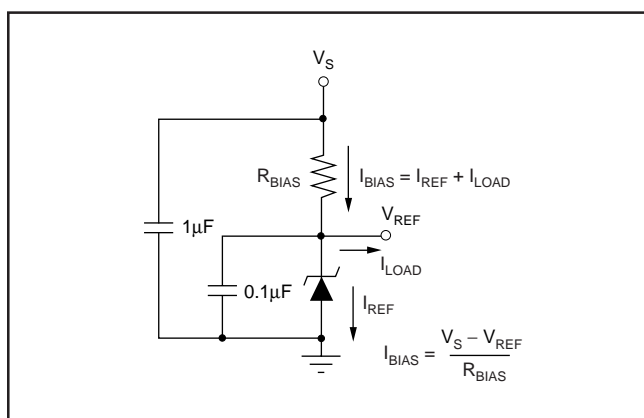 V_S
R_BIAS
I_BIAS = I_REF + I_LOAD
V_REF
1µF
I_LOAD
0.1µF
I_REF
I_BIAS = V_S – V_REF
R_BIAS